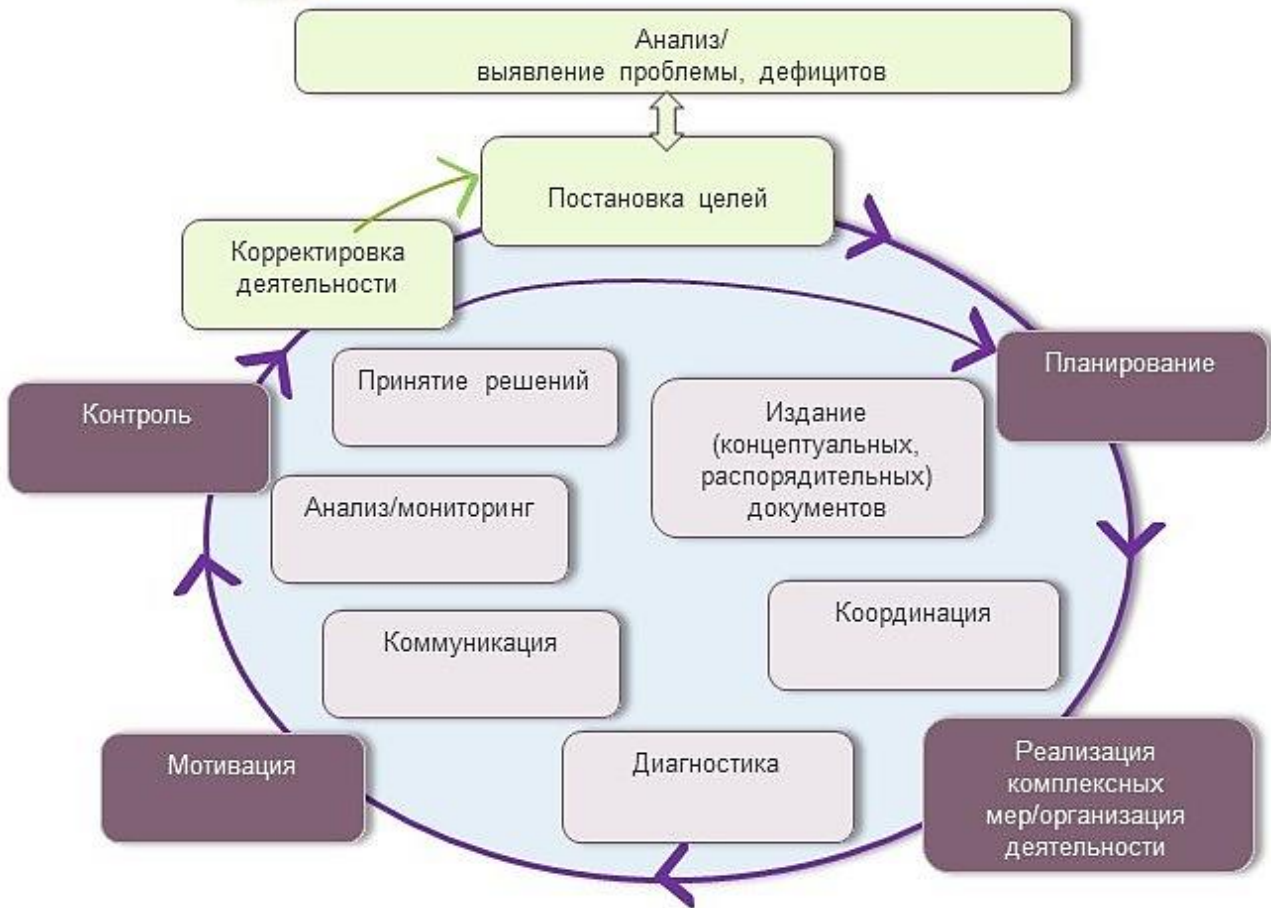 Анализ/
выявление проблемы, дефицитов
Постановка целей
Корректировка
деятельности
Планирование
Принятие решений
Контроль
Издание
(концептуальных,
распорядительных)
документов
Анализ/мониторинг
Координация
Коммуникация
Мотивация
Диагностика
Реализация
комплексных
мер/организация
деятельности